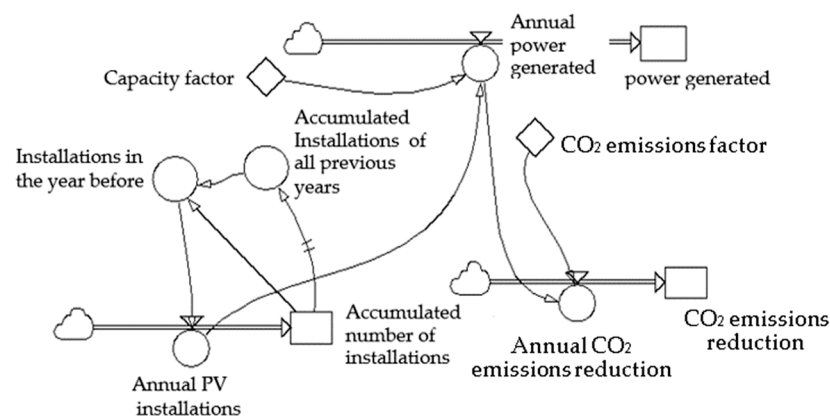 Annual
power
generated
power generated
Capacity factor
Accumulated
Installations of
all previous
years
CO₂ emissions factor
Installations in
the year before
Accumulated
number of
installations
CO₂ emissions
reduction
Annual CO₂
emissions reduction
Annual PV
installations